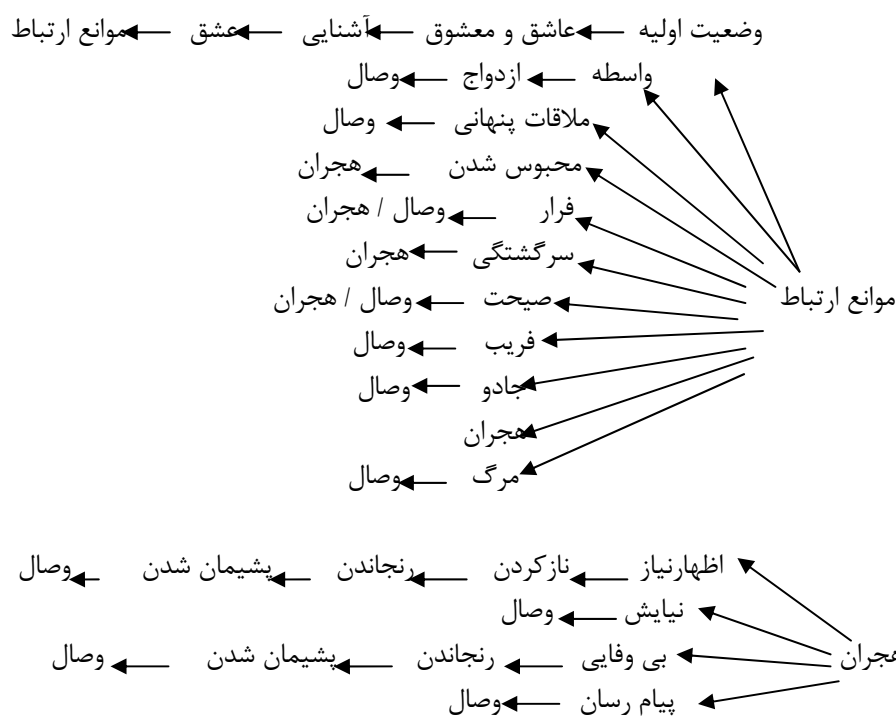 وضعیت اولیه عاشق و معشوق آشنایی عشق موانع ارتباط
واسطه ازدواج وصال
ملاقات پنهانی وصال
محبوس شدن هجران
فرار وصال / هجران
سرگشتگی هجران
موانع ارتباط
صیحت وصال / هجران
فریب وصال
جادو وصال
هجران
مرگ وصال
اظهارنیاز نازکردن رنجاندن پشیمان شدن وصال
نیایش وصال
هجران
بی وفایی رنجاندن پشیمان شدن وصال
پیام رسان وصال